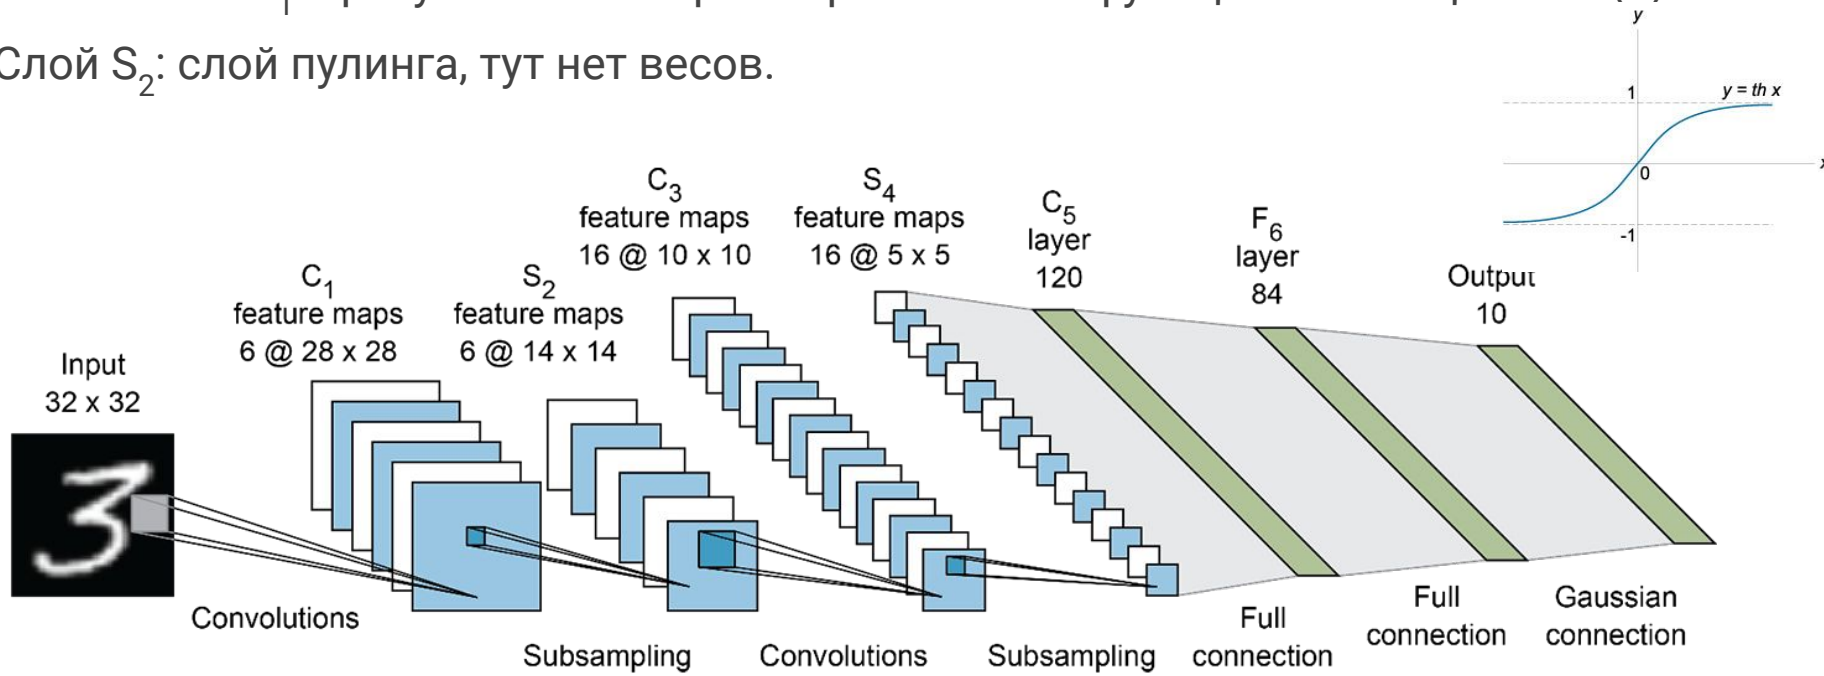 Слой S2: слой пулинга, тут нет весов.
y
1
y = th x
0
x
-1
C3
feature maps
16 @ 10 x 10
S4
feature maps
16 @ 5 x 5
C5
layer
120
F6
layer
84
Output
10
C1
feature maps
6 @ 28 x 28
S2
feature maps
6 @ 14 x 14
Input
32 x 32
Convolutions
Subsampling
Convolutions
Subsampling
Full
connection
Full
connection
Gaussian
connection